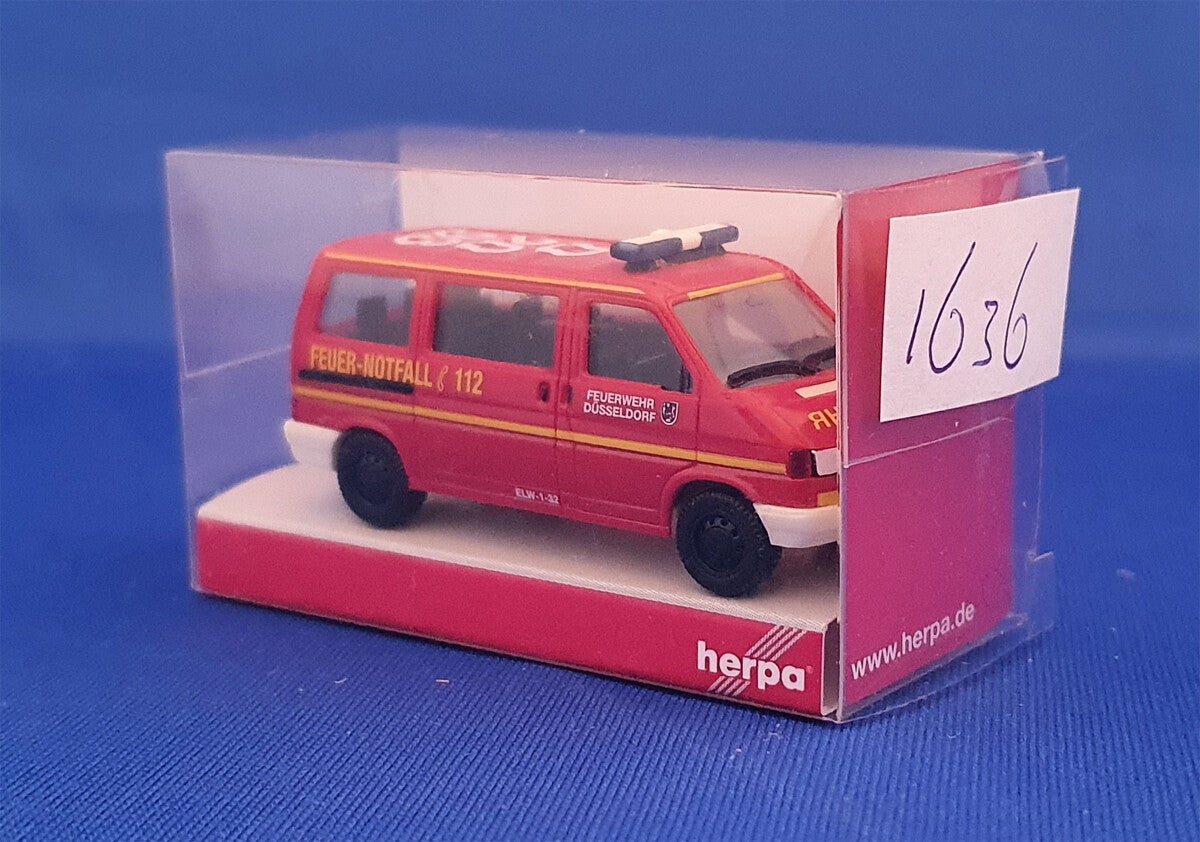 1636
FEUER-NOTFALL 112
FEUERWEHR
DÜSSELDORF
ELW-1-32
herpa
www.herpa.de